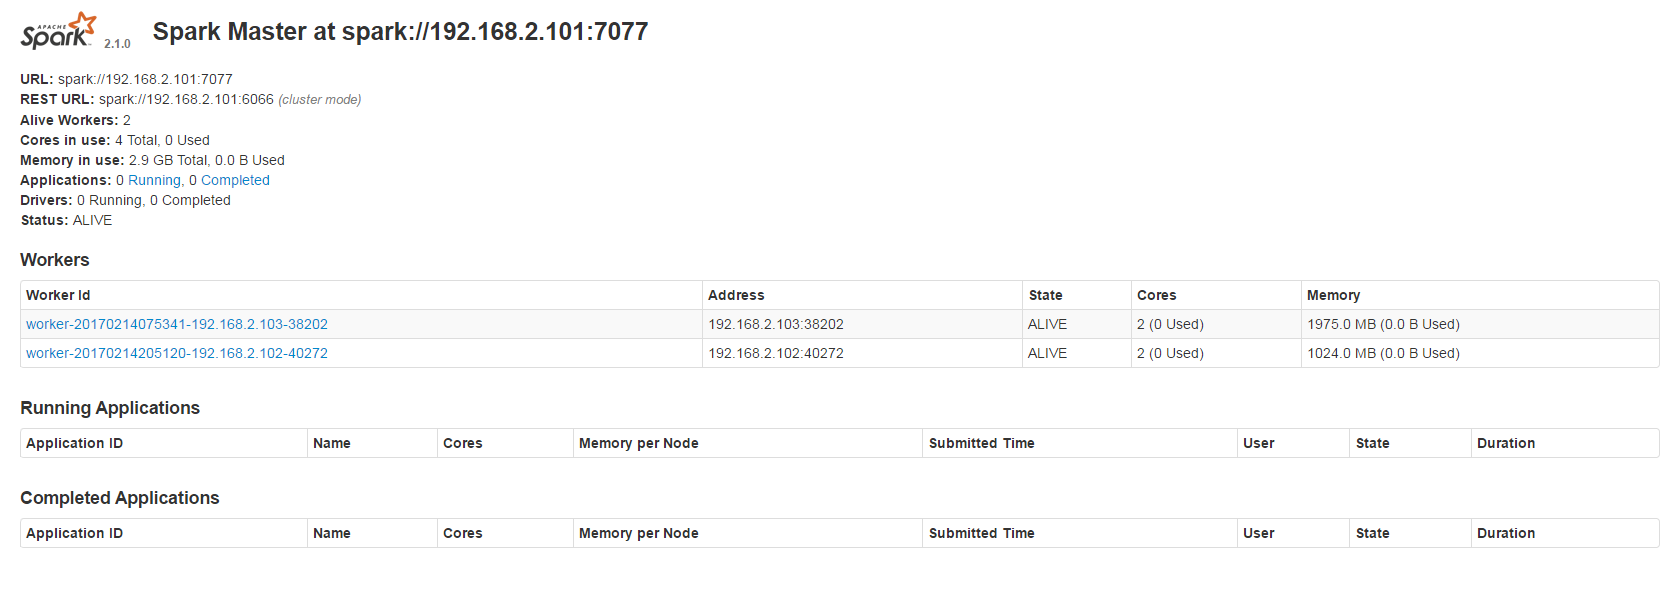 APACHE
Spark 2.1.0 Spark Master at spark://192.168.2.101:7077
URL: spark://192.168.2.101:7077
REST URL: spark://192.168.2.101:6066 (cluster mode)
Alive Workers: 2
Cores in use: 4 Total, 0 Used
Memory in use: 2.9 GB Total, 0.0 B Used
Applications: 0 Running, 0 Completed
Drivers: 0 Running, 0 Completed
Status: ALIVE
Workers
Worker Id Address State Cores Memory
worker-20170214075341-192.168.2.103-38202 192.168.2.103:38202 ALIVE 2 (0 Used) 1975.0 MB (0.0 B Used)
worker-20170214205120-192.168.2.102-40272 192.168.2.102:40272 ALIVE 2 (0 Used) 1024.0 MB (0.0 B Used)
Running Applications
Application ID Name Cores Memory per Node Submitted Time User State Duration
Completed Applications
Application ID Name Cores Memory per Node Submitted Time User State Duration